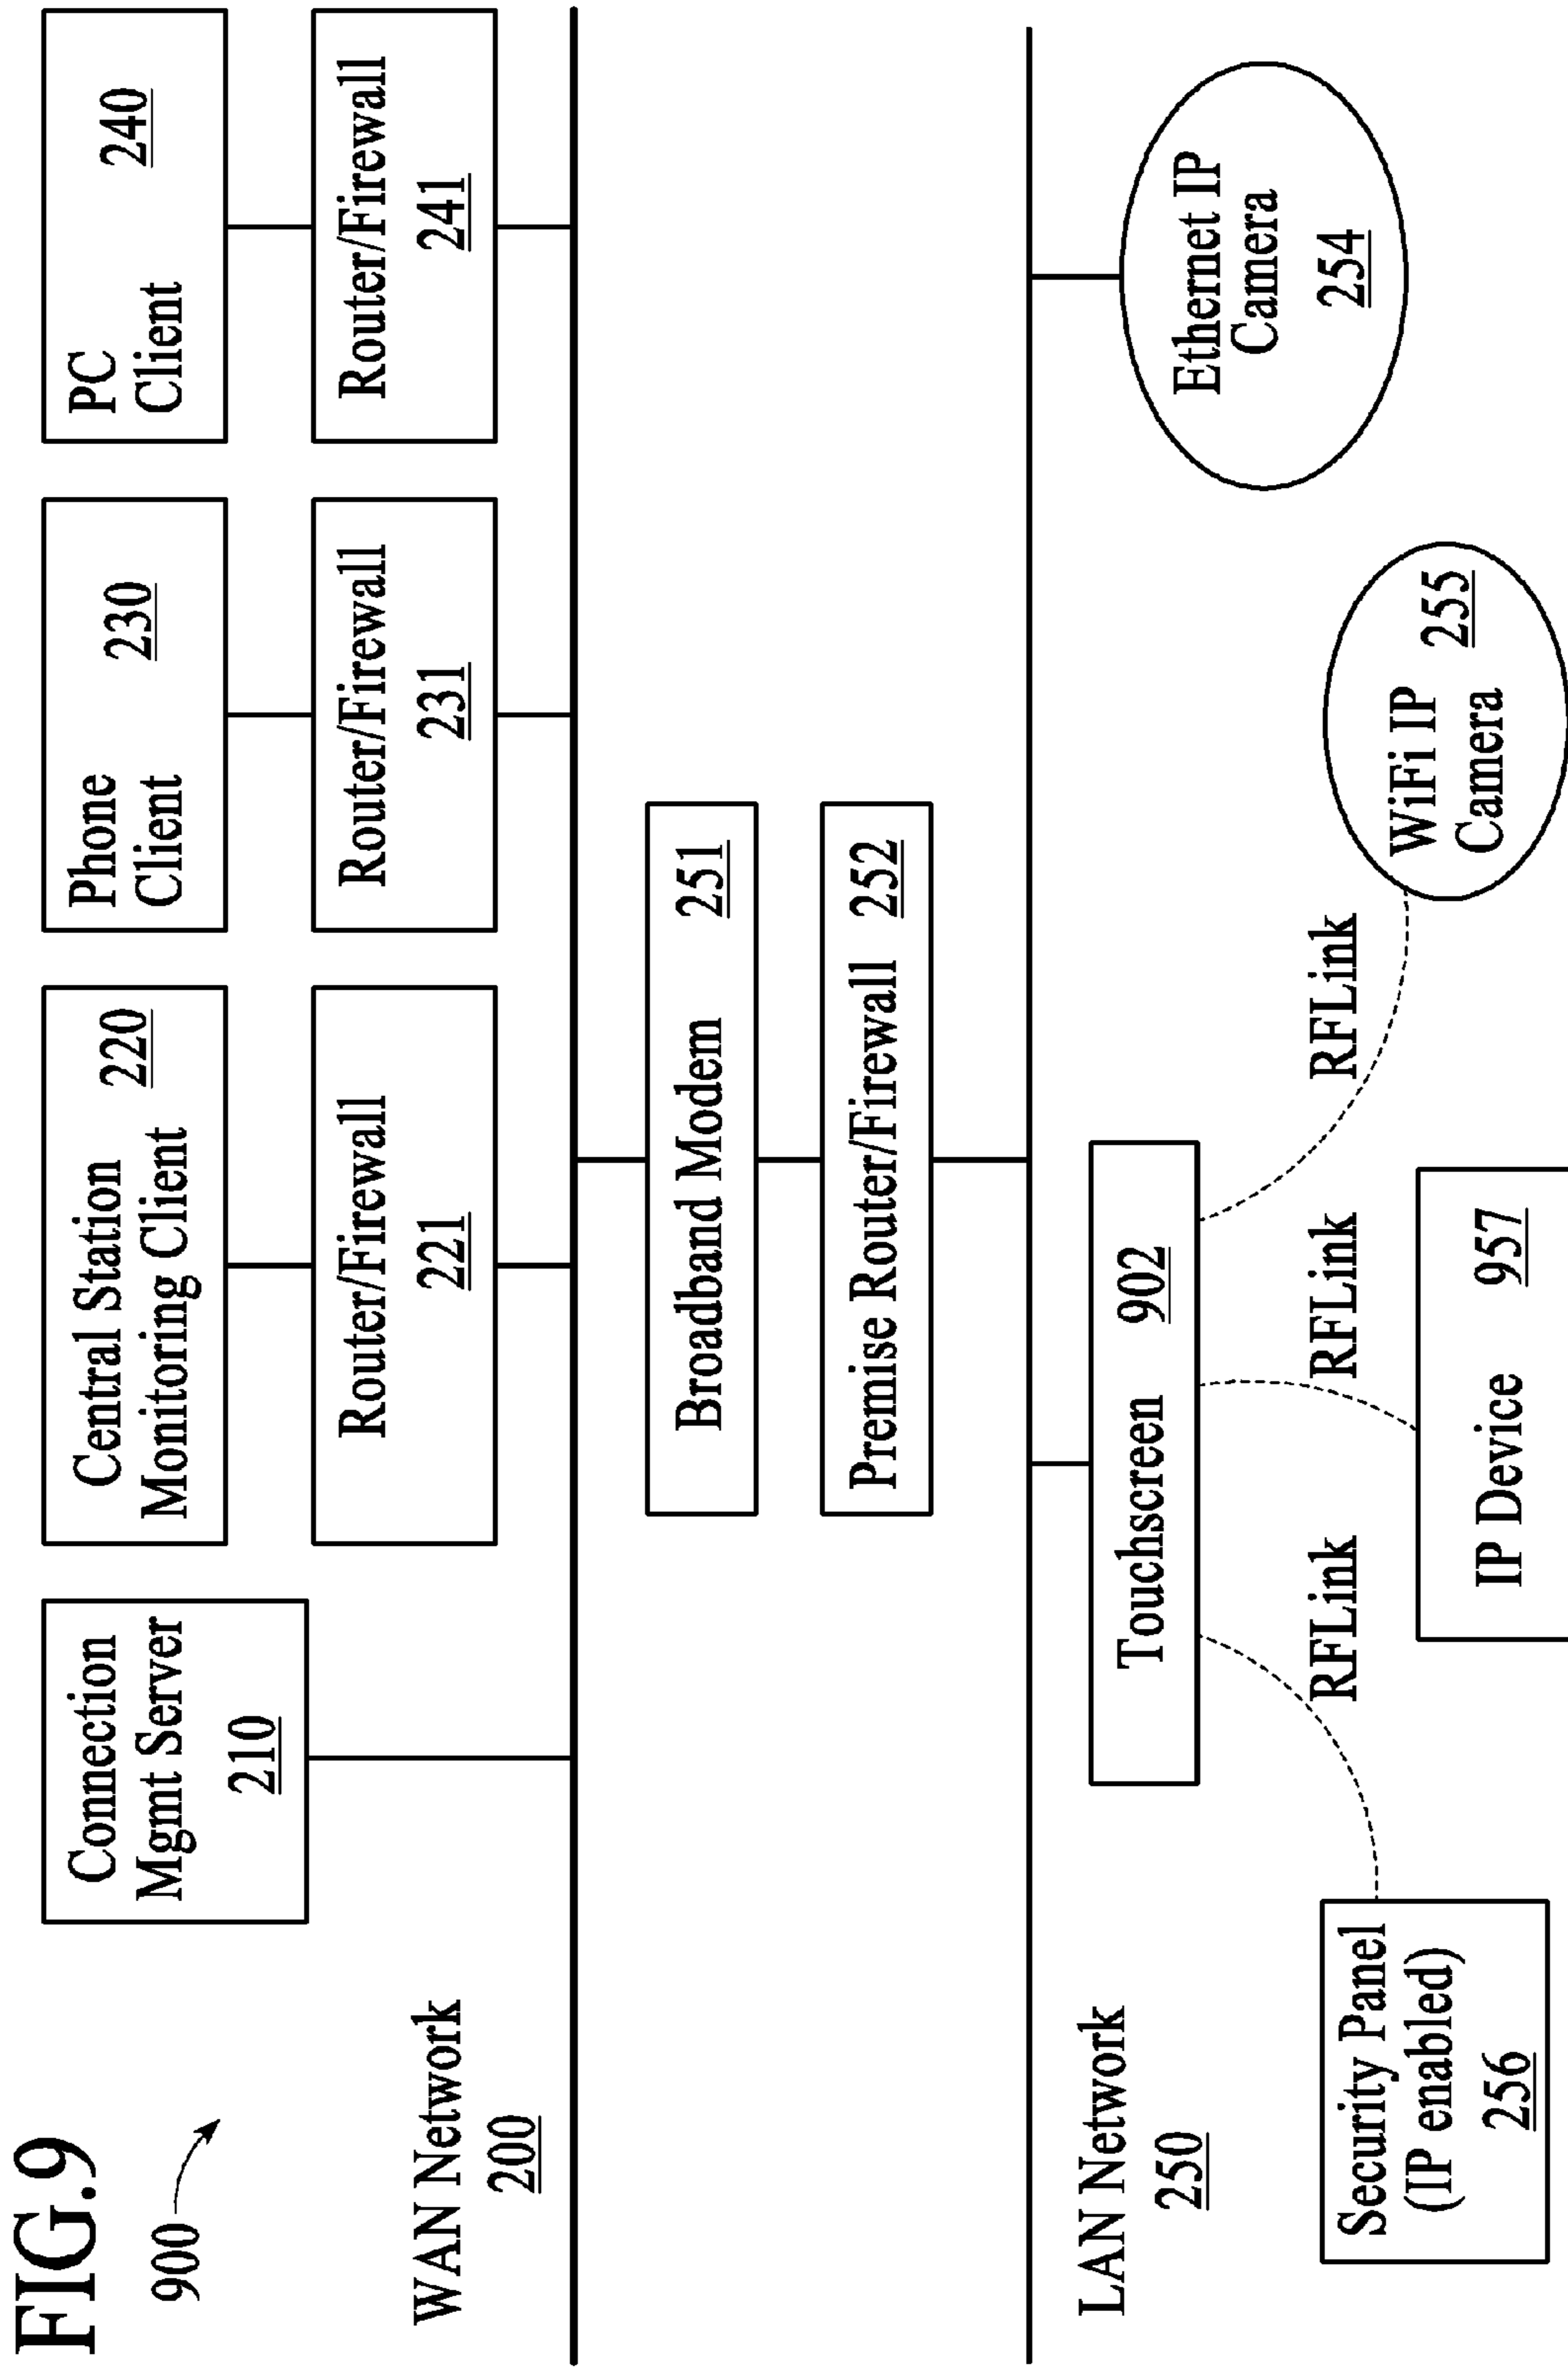 FIG.9
900
Connection
Mgmt Server
210
Central Station
Monitoring Client
220
Phone
Client
230
PC
Client
240
Router/Firewall
221
Router/Firewall
231
Router/Firewall
241
WAN Network
200
Broadband Modem 251
Premise Router/Firewall 252
LAN Network
250
Touchscreen 902
Ethernet IP
Camera
254
RFLink
RFLink
RFLink
Security Panel
(IP enabled)
256
IP Device 957
WiFi IP
Camera
255